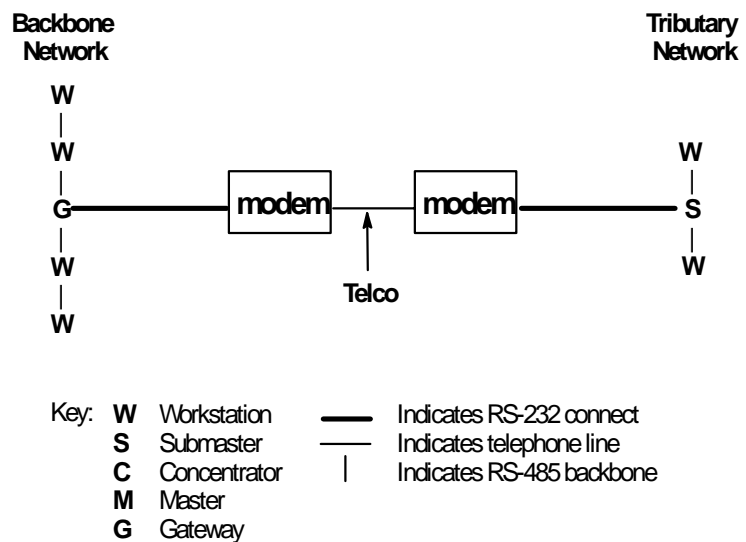 Backbone Network
Tributary Network
W
W
G
W
W
modem
modem
Telco
W
S
W
Key:
W Workstation
S Submaster
C Concentrator
M Master
G Gateway
Indicates RS-232 connect
Indicates telephone line
Indicates RS-485 backbone